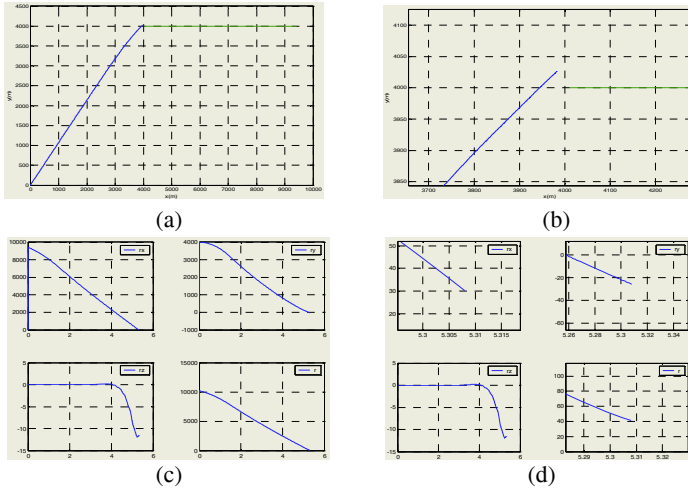 4500
4000
3500
3000
2500
2000
1500
1000
500
0
y(m)
0 1000 2000 3000 4000 5000 6000 7000 8000 9000 10000
x(m)
(a)
4100
4050
4000
3950
3900
3850
y(m)
3700 3800 3900 4000 4100 4200
x(m)
(b)
10000
8000
6000
4000
2000
0
0 2 4 6
rx
4000
3000
2000
1000
0
-1000
0 2 4 6
ry
5
0
-5
-10
-15
0 2 4 6
rz
15000
10000
5000
0
0 2 4 6
r
(c)
50
40
30
20
5.3 5.305 5.31 5.315
rx
0
-20
-40
-60
5.26 5.28 5.3 5.32 5.34
ry
5
0
-5
-10
-15
0 2 4 6
rz
100
80
60
40
20
0
5.29 5.3 5.31 5.32
r
(d)